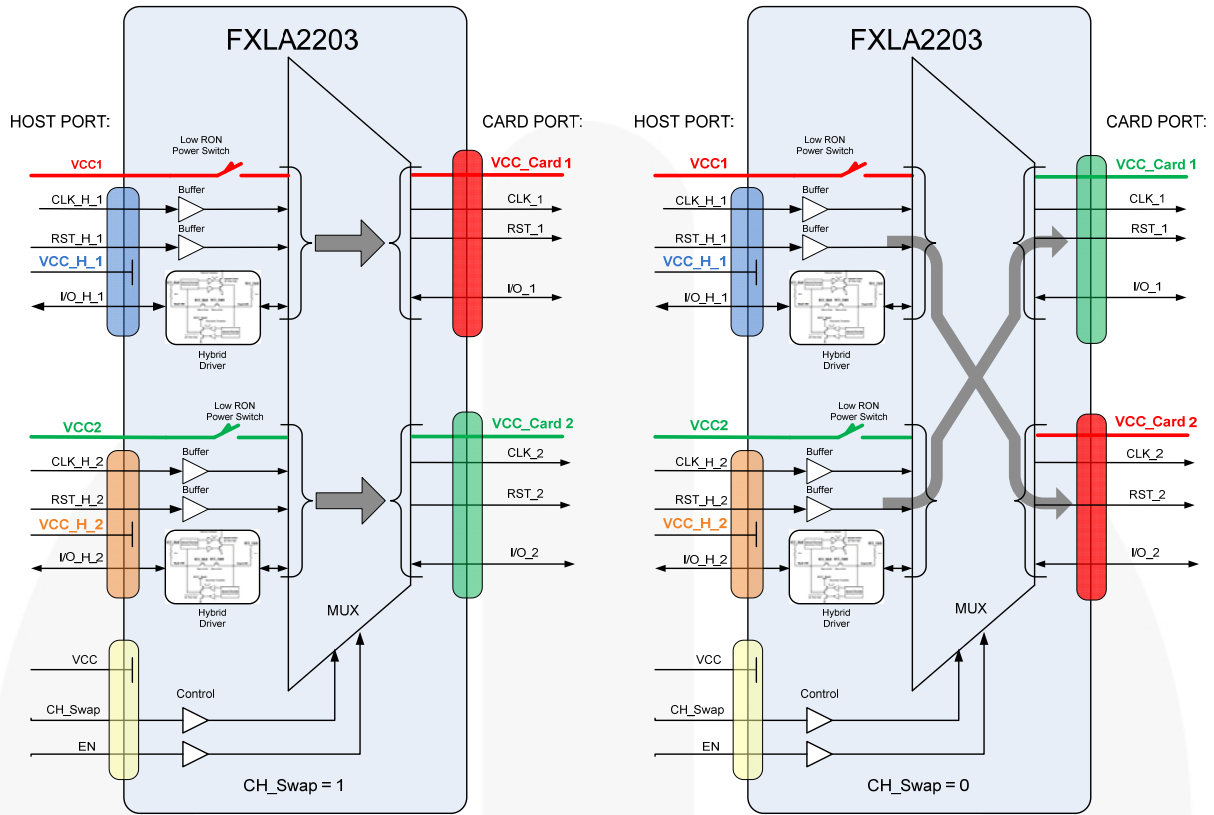 FXLA2203
HOST PORT:
CARD PORT:
Low RON
Power Switch
VCC1
VCC_Card 1
Buffer
CLK_H_1
CLK_1
Buffer
RST_H_1
RST_1
VCC_H_1
I/O_H_1
I/O_1
Hybrid
Driver
Low RON
Power Switch
VCC2
VCC_Card 2
Buffer
CLK_H_2
CLK_2
Buffer
RST_H_2
RST_2
VCC_H_2
I/O_H_2
I/O_2
Hybrid
Driver
MUX
VCC
Control
CH_Swap
EN
CH_Swap = 1
FXLA2203
HOST PORT:
CARD PORT:
Low RON
Power Switch
VCC1
VCC_Card 1
Buffer
CLK_H_1
CLK_1
Buffer
RST_H_1
RST_1
VCC_H_1
I/O_H_1
I/O_1
Hybrid
Driver
Low RON
Power Switch
VCC2
VCC_Card 2
Buffer
CLK_H_2
CLK_2
Buffer
RST_H_2
RST_2
VCC_H_2
I/O_H_2
I/O_2
Hybrid
Driver
MUX
VCC
Control
CH_Swap
EN
CH_Swap = 0